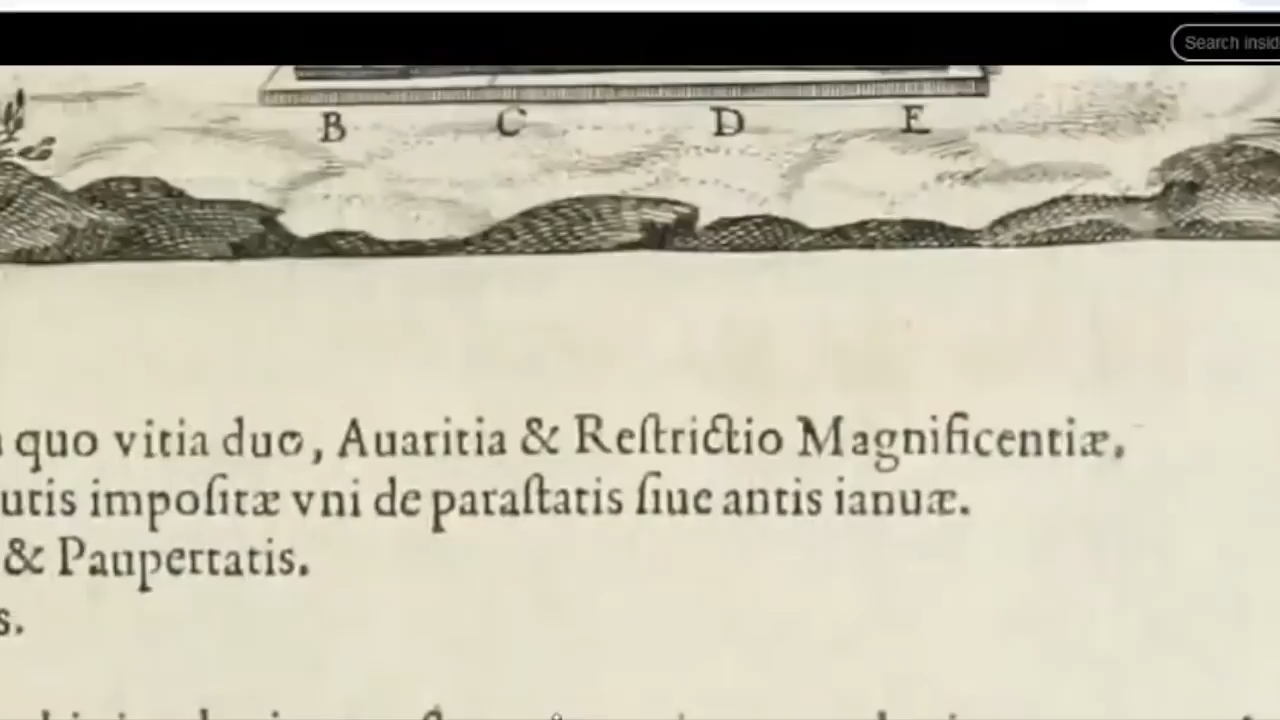 Search insid
B C D E
quo vitia duo, Auaritia & Reſtrictio Magnificentiæ,
utis impoſitæ vni de paraſtatis ſiue antis ianuæ.
& Paupertatis.
s.